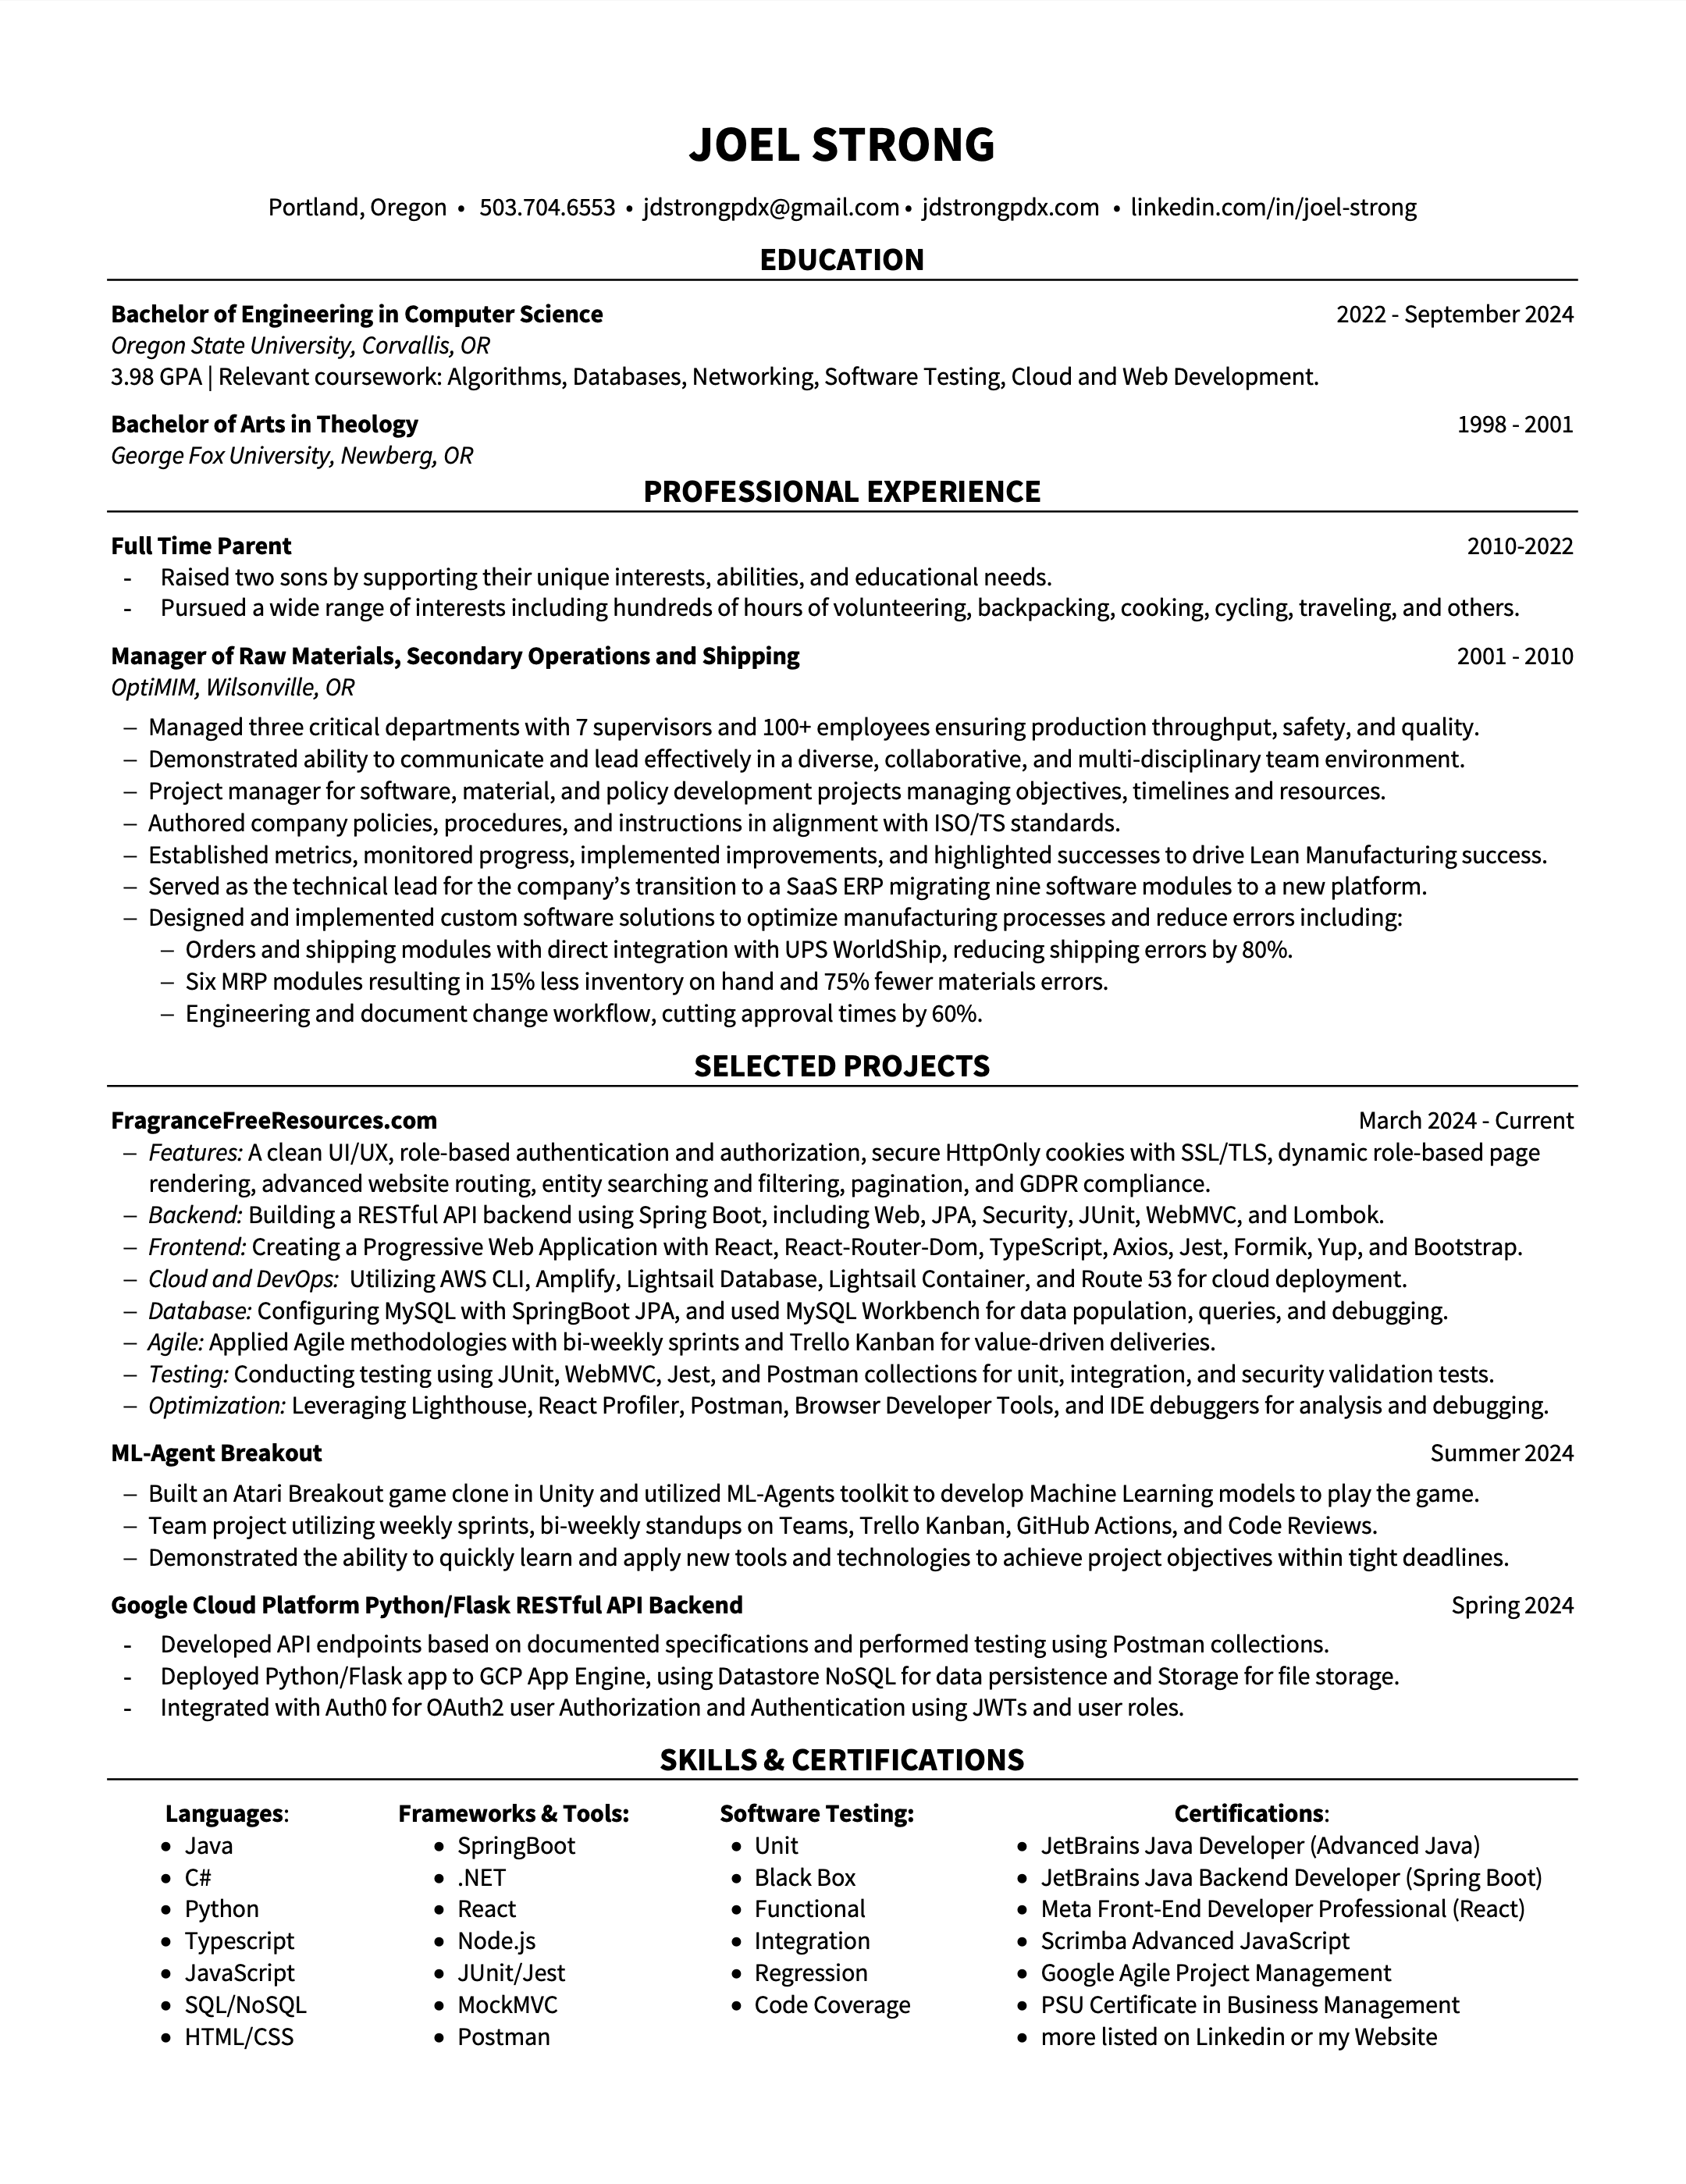 JOEL STRONG
Portland, Oregon • 503.704.6553 • jdstrongpdx@gmail.com • jdstrongpdx.com • linkedin.com/in/joel-strong
EDUCATION
Bachelor of Engineering in Computer Science 2022 - September 2024
Oregon State University, Corvallis, OR
3.98 GPA | Relevant coursework: Algorithms, Databases, Networking, Software Testing, Cloud and Web Development.
Bachelor of Arts in Theology 1998 - 2001
George Fox University, Newberg, OR
PROFESSIONAL EXPERIENCE
Full Time Parent 2010-2022
- Raised two sons by supporting their unique interests, abilities, and educational needs.
- Pursued a wide range of interests including hundreds of hours of volunteering, backpacking, cooking, cycling, traveling, and others.
Manager of Raw Materials, Secondary Operations and Shipping 2001 - 2010
OptiMIM, Wilsonville, OR
– Managed three critical departments with 7 supervisors and 100+ employees ensuring production throughput, safety, and quality.
– Demonstrated ability to communicate and lead effectively in a diverse, collaborative, and multi-disciplinary team environment.
– Project manager for software, material, and policy development projects managing objectives, timelines and resources.
– Authored company policies, procedures, and instructions in alignment with ISO/TS standards.
– Established metrics, monitored progress, implemented improvements, and highlighted successes to drive Lean Manufacturing success.
– Served as the technical lead for the company’s transition to a SaaS ERP migrating nine software modules to a new platform.
– Designed and implemented custom software solutions to optimize manufacturing processes and reduce errors including:
– Orders and shipping modules with direct integration with UPS WorldShip, reducing shipping errors by 80%.
– Six MRP modules resulting in 15% less inventory on hand and 75% fewer materials errors.
– Engineering and document change workflow, cutting approval times by 60%.
SELECTED PROJECTS
FragranceFreeResources.com March 2024 - Current
– Features: A clean UI/UX, role-based authentication and authorization, secure HttpOnly cookies with SSL/TLS, dynamic role-based page
rendering, advanced website routing, entity searching and filtering, pagination, and GDPR compliance.
– Backend: Building a RESTful API backend using Spring Boot, including Web, JPA, Security, JUnit, WebMVC, and Lombok.
– Frontend: Creating a Progressive Web Application with React, React-Router-Dom, TypeScript, Axios, Jest, Formik, Yup, and Bootstrap.
– Cloud and DevOps: Utilizing AWS CLI, Amplify, Lightsail Database, Lightsail Container, and Route 53 for cloud deployment.
– Database: Configuring MySQL with SpringBoot JPA, and used MySQL Workbench for data population, queries, and debugging.
– Agile: Applied Agile methodologies with bi-weekly sprints and Trello Kanban for value-driven deliveries.
– Testing: Conducting testing using JUnit, WebMVC, Jest, and Postman collections for unit, integration, and security validation tests.
– Optimization: Leveraging Lighthouse, React Profiler, Postman, Browser Developer Tools, and IDE debuggers for analysis and debugging.
ML-Agent Breakout Summer 2024
– Built an Atari Breakout game clone in Unity and utilized ML-Agents toolkit to develop Machine Learning models to play the game.
– Team project utilizing weekly sprints, bi-weekly standups on Teams, Trello Kanban, GitHub Actions, and Code Reviews.
– Demonstrated the ability to quickly learn and apply new tools and technologies to achieve project objectives within tight deadlines.
Google Cloud Platform Python/Flask RESTful API Backend Spring 2024
- Developed API endpoints based on documented specifications and performed testing using Postman collections.
- Deployed Python/Flask app to GCP App Engine, using Datastore NoSQL for data persistence and Storage for file storage.
- Integrated with Auth0 for OAuth2 user Authorization and Authentication using JWTs and user roles.
SKILLS & CERTIFICATIONS
Languages:
• Java
• C#
• Python
• Typescript
• JavaScript
• SQL/NoSQL
• HTML/CSS
Frameworks & Tools:
• SpringBoot
• .NET
• React
• Node.js
• JUnit/Jest
• MockMVC
• Postman
Software Testing:
• Unit
• Black Box
• Functional
• Integration
• Regression
• Code Coverage
Certifications:
• JetBrains Java Developer (Advanced Java)
• JetBrains Java Backend Developer (Spring Boot)
• Meta Front-End Developer Professional (React)
• Scrimba Advanced JavaScript
• Google Agile Project Management
• PSU Certificate in Business Management
• more listed on Linkedin or my Website